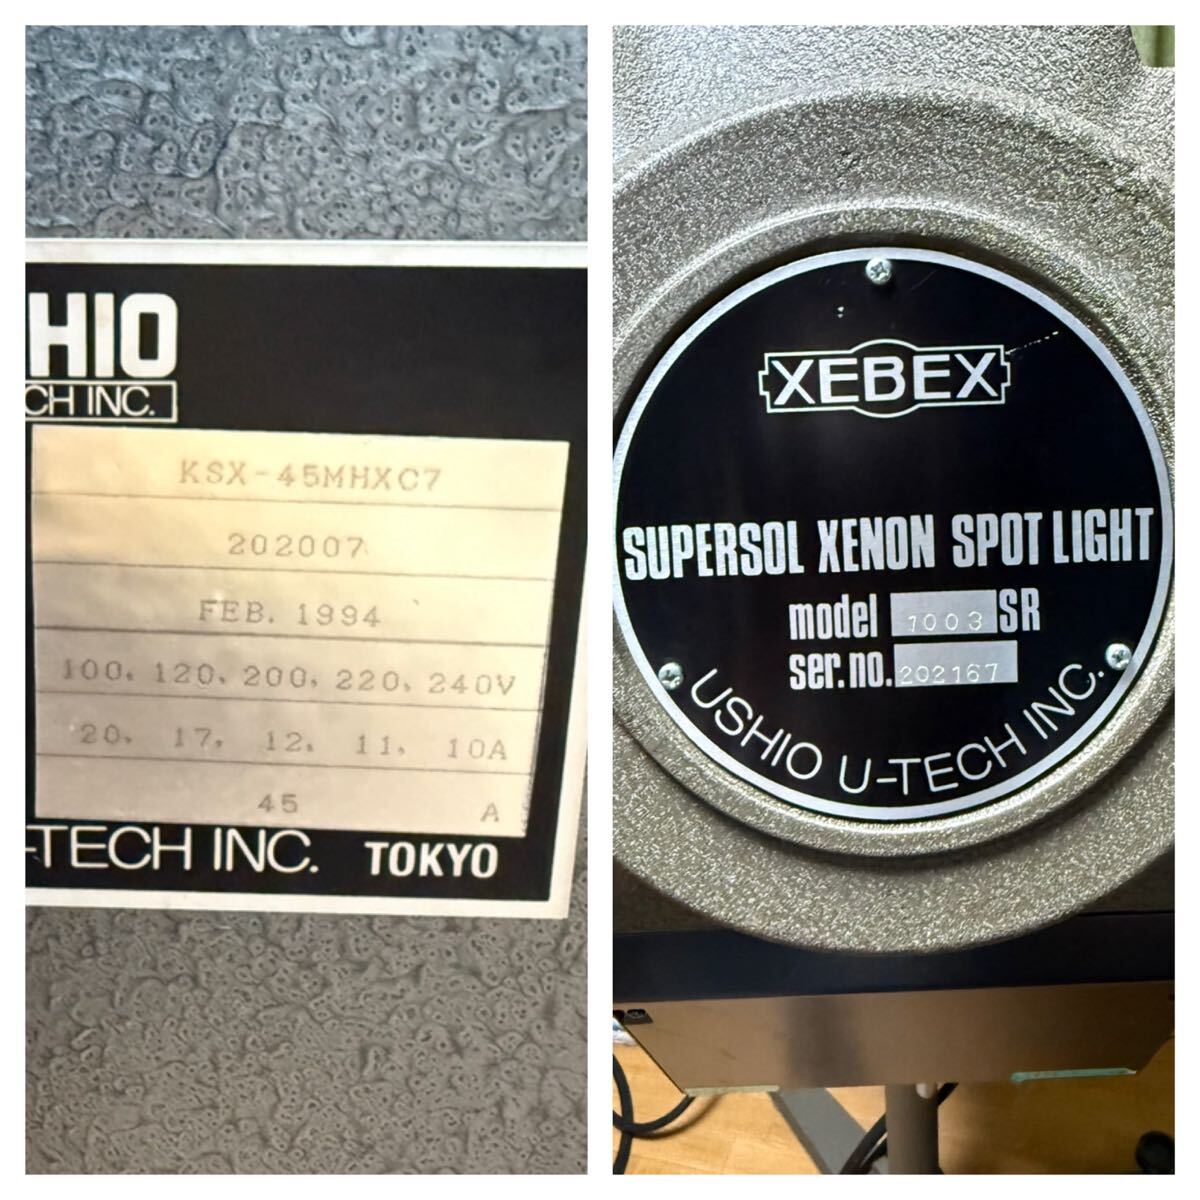 HIO
CH INC.
KSX-45MHXC7
202007
FEB. 1994
100, 120, 200, 220, 240V
20, 17, 12, 11, 10A
45 A
-TECH INC. TOKYO
XEBEX
SUPERSOL XENON SPOT LIGHT
model 1003 SR
ser.no. 202167
USHIO U-TECH INC.